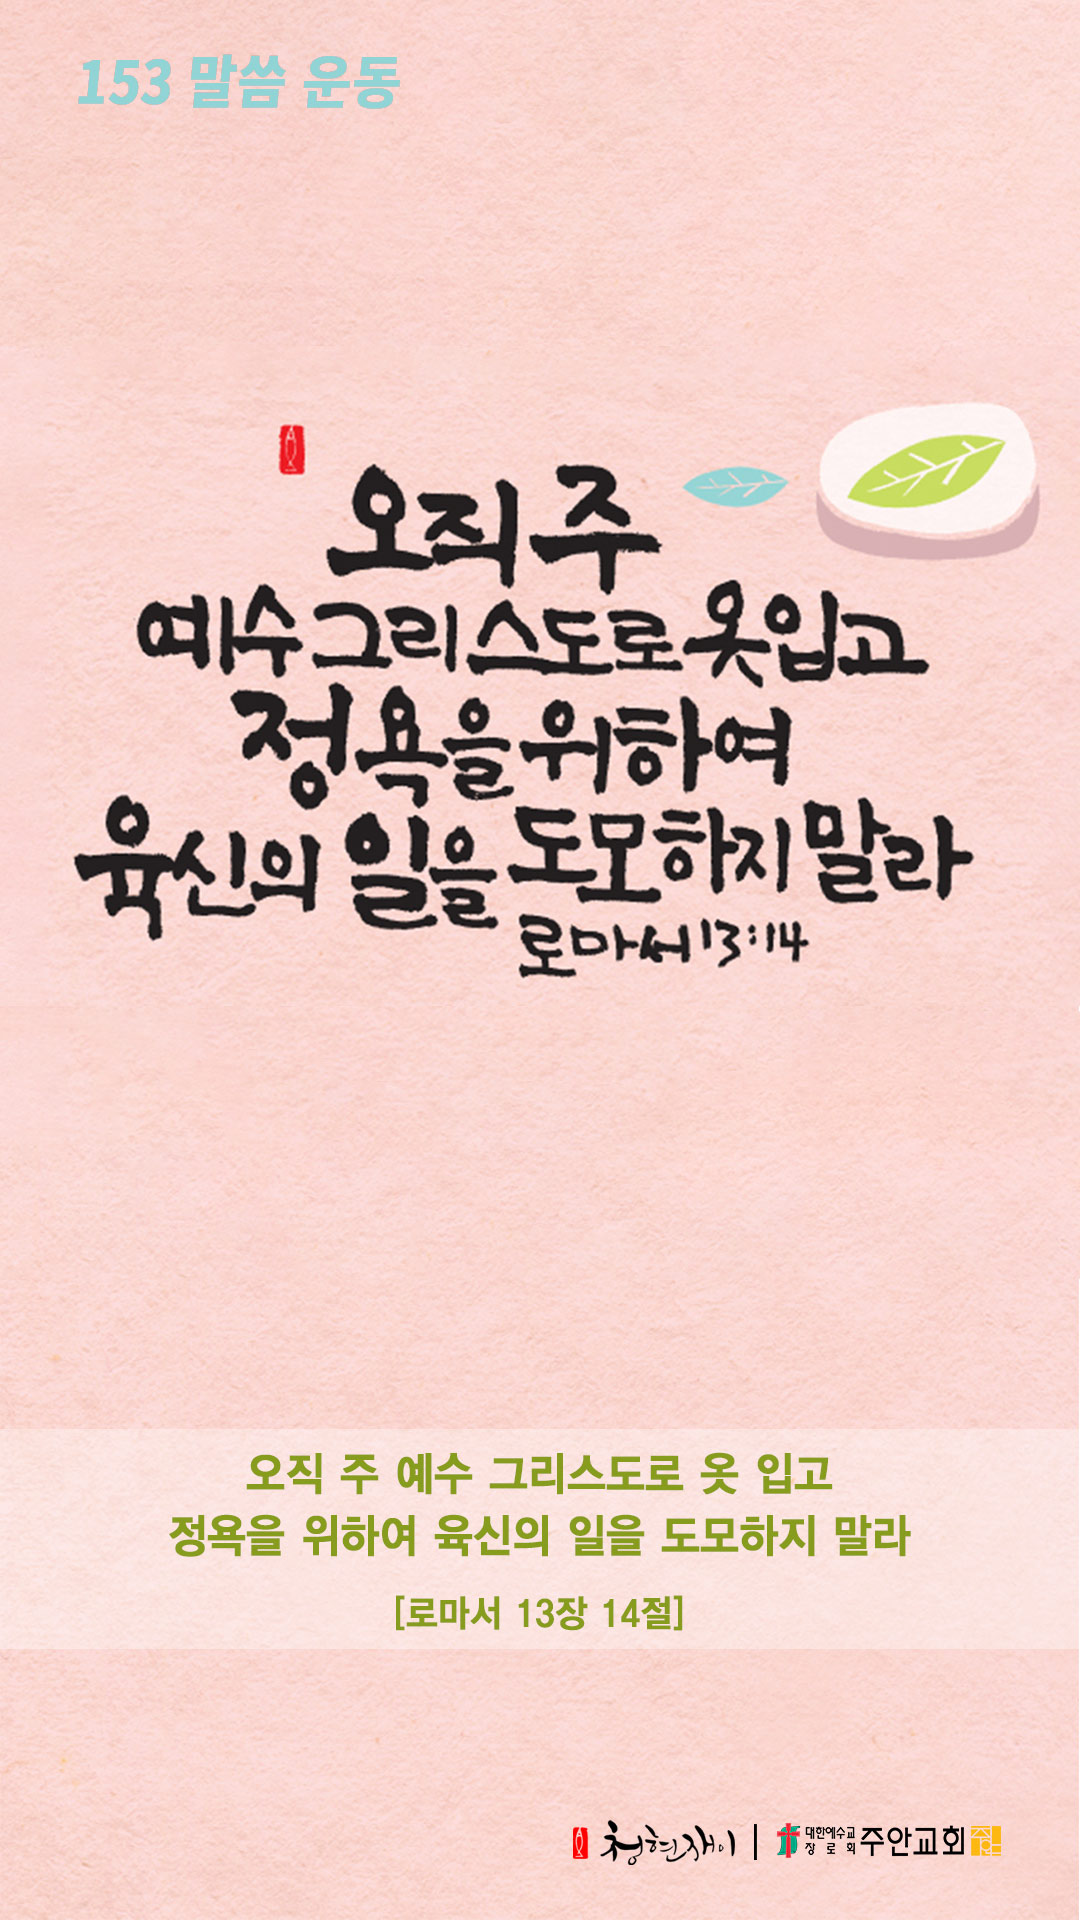 153 말씀 운동
오직 주
예수 그리스도로 옷입고
정욕을 위하여
육신의 일을 도모하지 말라
로마서 13:14
오직 주 예수 그리스도로 옷 입고
정욕을 위하여 육신의 일을 도모하지 말라
[로마서 13장 14절]
청현재이 | 대한예수교 장로회 주안교회